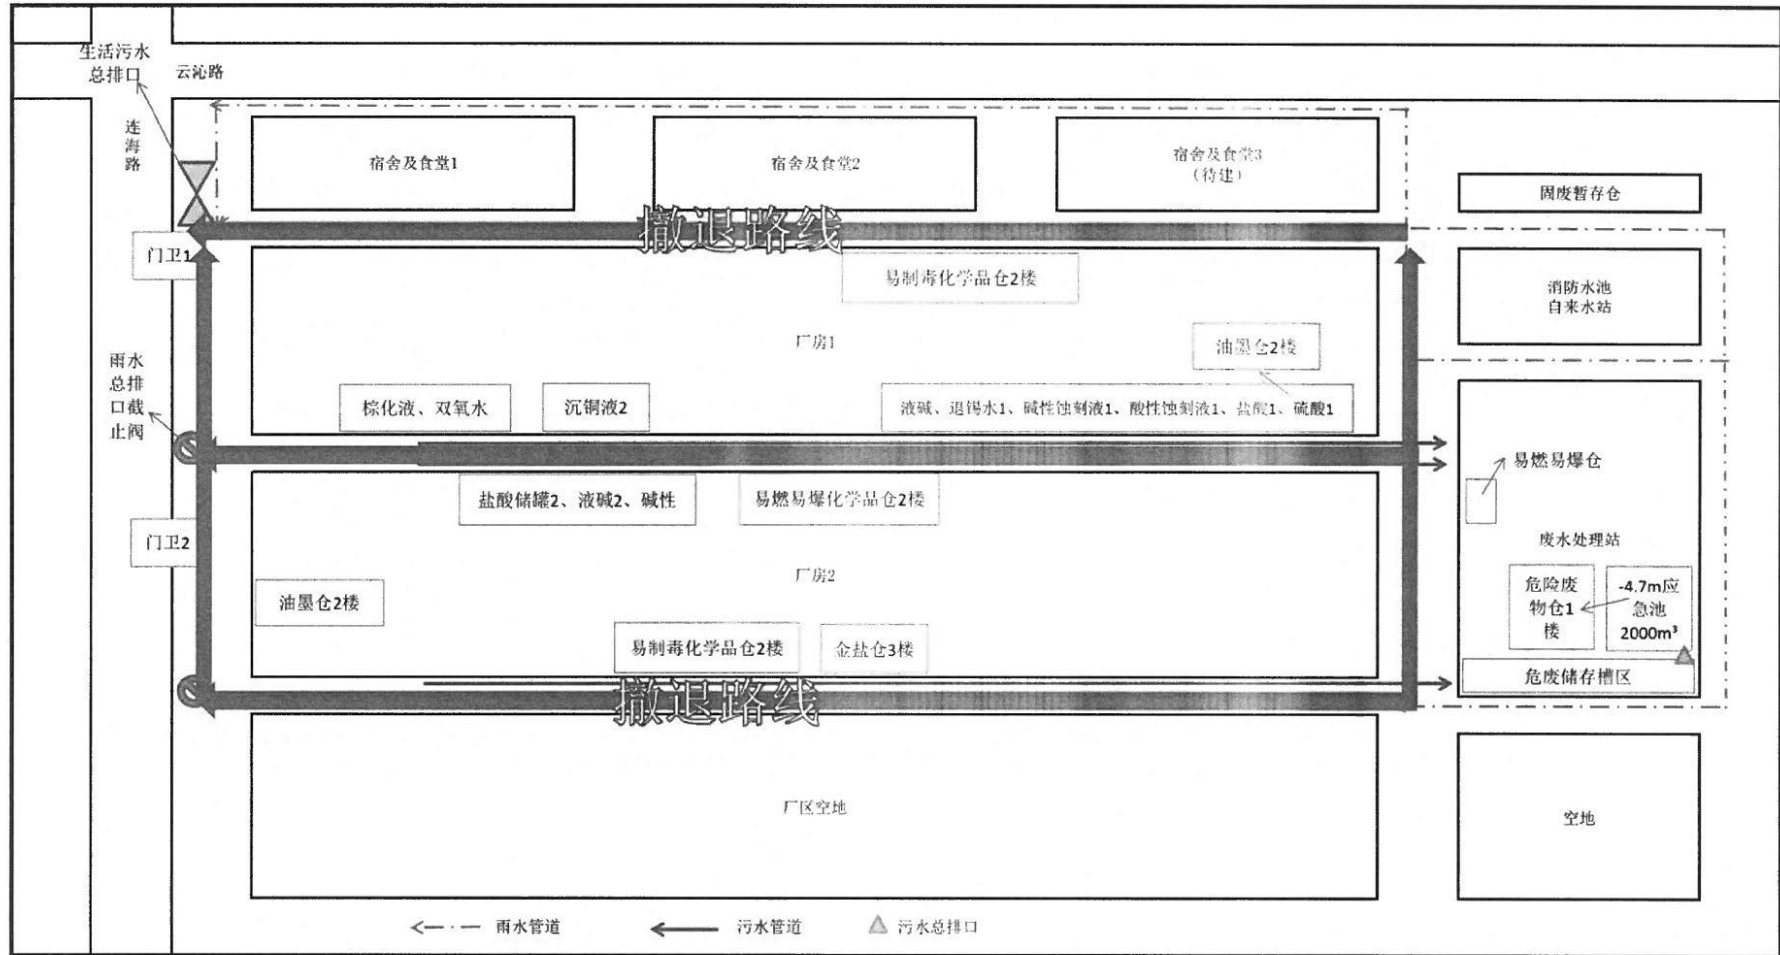 生活污水
总排口
云沁路
连
海
路
宿舍及食堂1
宿舍及食堂2
宿舍及食堂3
（待建）
固废暂存仓
撤退路线
门卫1
易制毒化学品仓2楼
消防水池
自来水站
厂房1
油墨仓2楼
雨水
总排
口截
止阀
棕化液、双氧水
沉铜液2
液碱、退锡水1、碱性蚀刻液1、酸性蚀刻液1、盐酸1、硫酸1
易燃易爆仓
盐酸储罐2、液碱2、碱性
易燃易爆化学品仓2楼
门卫2
废水处理站
厂房2
危险废
物仓1
楼
-4.7m应
急池
2000m³
油墨仓2楼
易制毒化学品仓2楼
金盐仓3楼
危废储存槽区
撤退路线
厂区空地
空地
雨水管道
污水管道
污水总排口